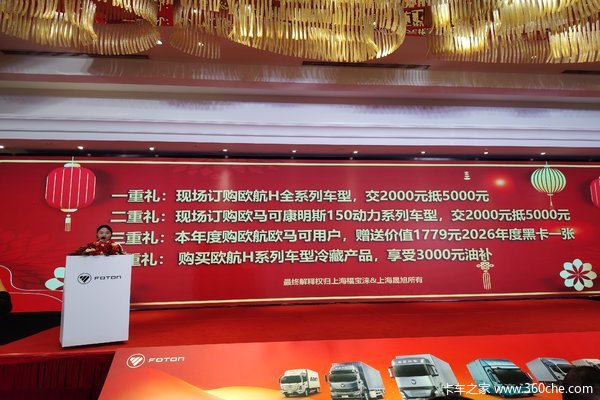 一重礼：现场订购欧航H全系列车型，交2000元抵5000元
二重礼：现场订购欧马可康明斯150动力系列车型，交2000元抵5000元
三重礼：本年度购欧航欧马可用户，赠送价值1779元2026年度黑卡一张
重礼： 购买欧航H系列车型冷藏产品，享受3000元油补
最终解释权归上海福宝涞&上海晟旭所有
FOTON
FOTON
卡车之家 www.360che.com